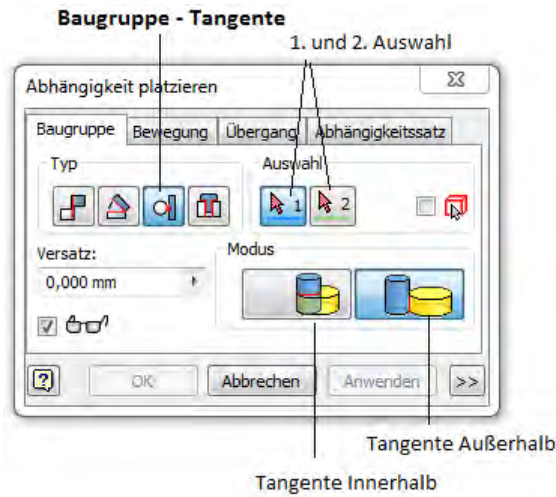 Baugruppe - Tangente
1. und 2. Auswahl
Abhängigkeit platzieren
Baugruppe Bewegung Übergang Abhängigkeitssatz
Typ Auswahl
1 2
Versatz: Modus
0,000 mm
? OK Abbrechen Anwenden >>
Tangente Außerhalb
Tangente Innerhalb